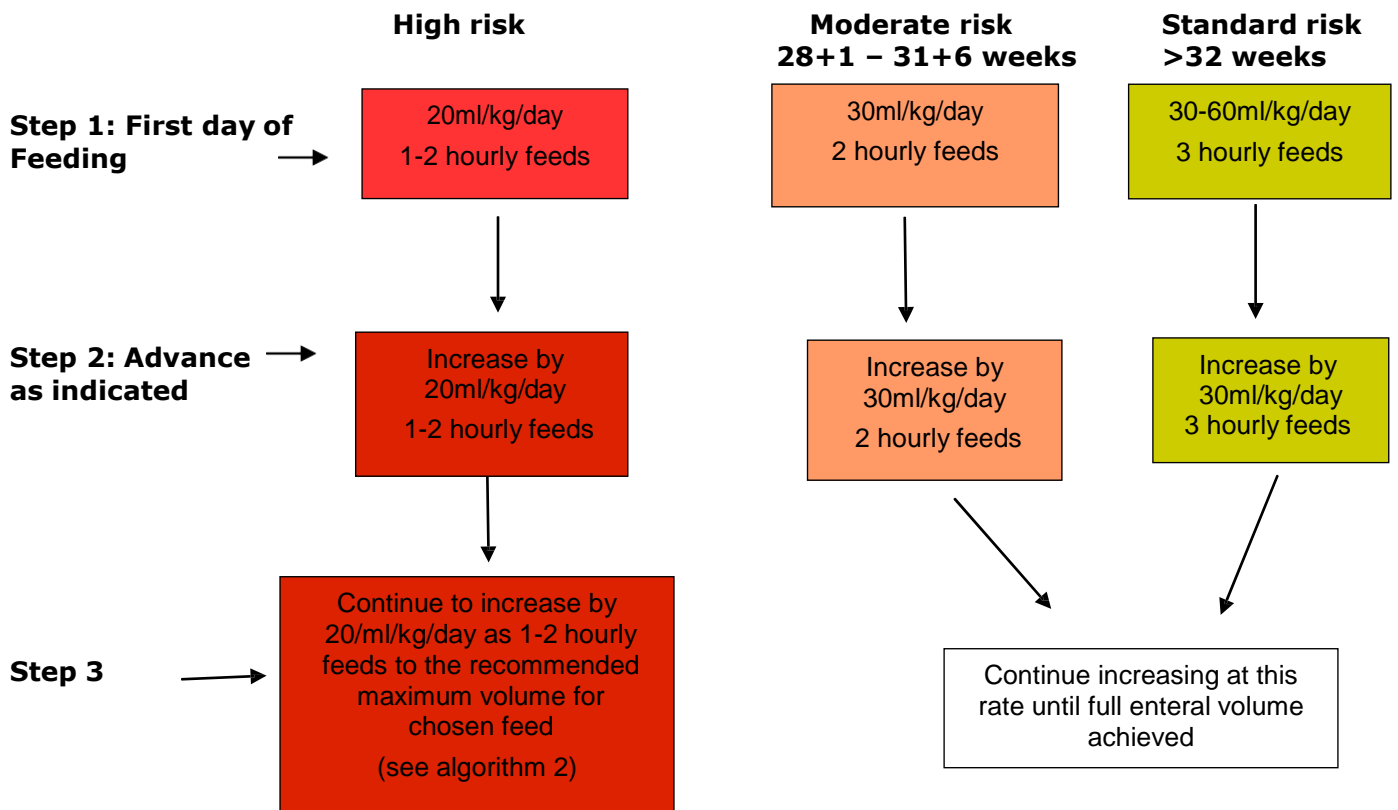 High risk
Moderate risk
28+1 – 31+6 weeks
Standard risk
>32 weeks
Step 1: First day of
Feeding
20ml/kg/day
1-2 hourly feeds
30ml/kg/day
2 hourly feeds
30-60ml/kg/day
3 hourly feeds
Step 2: Advance
as indicated
Increase by
20ml/kg/day
1-2 hourly feeds
Increase by
30ml/kg/day
2 hourly feeds
Increase by
30ml/kg/day
3 hourly feeds
Step 3
Continue to increase by
20/ml/kg/day as 1-2 hourly
feeds to the recommended
maximum volume for
chosen feed
(see algorithm 2)
Continue increasing at this
rate until full enteral volume
achieved